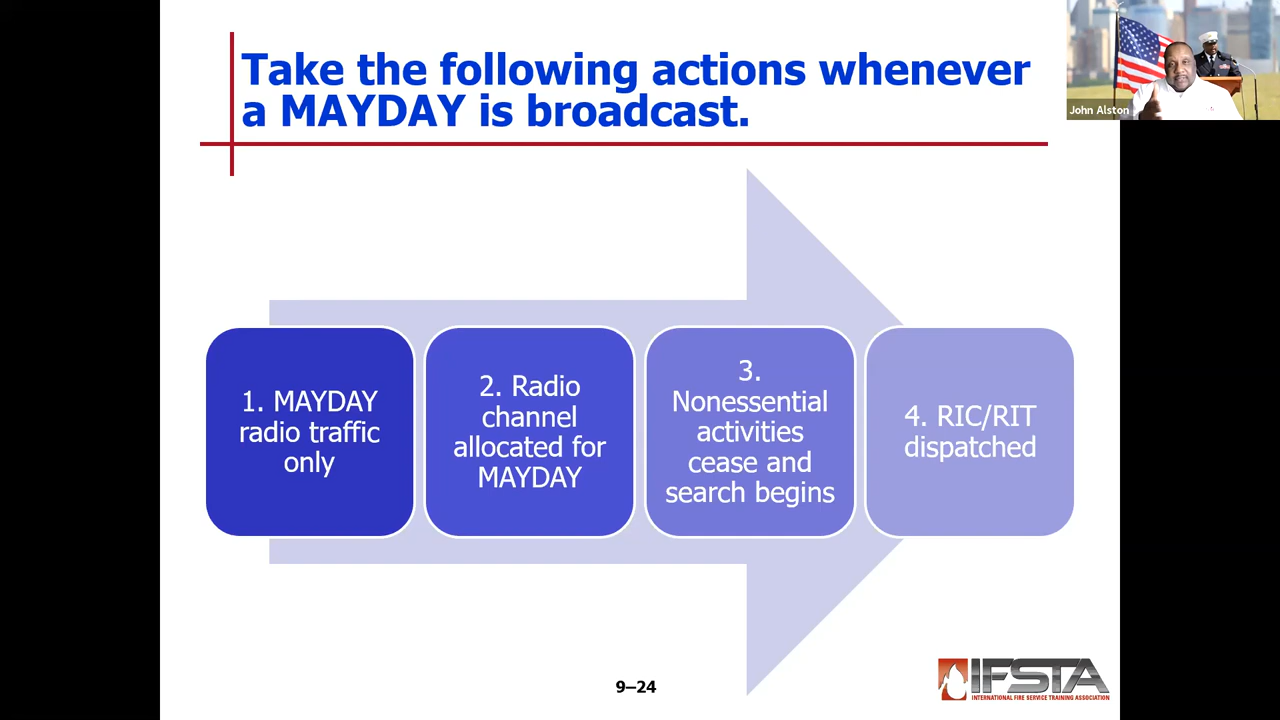 Take the following actions whenever
a MAYDAY is broadcast.
John Alston
1. MAYDAY
radio traffic
only
2. Radio
channel
allocated for
MAYDAY
3.
Nonessential
activities
cease and
search begins
4. RIC/RIT
dispatched
9–24
IFSTA
INTERNATIONAL FIRE SERVICE TRAINING ASSOCIATION